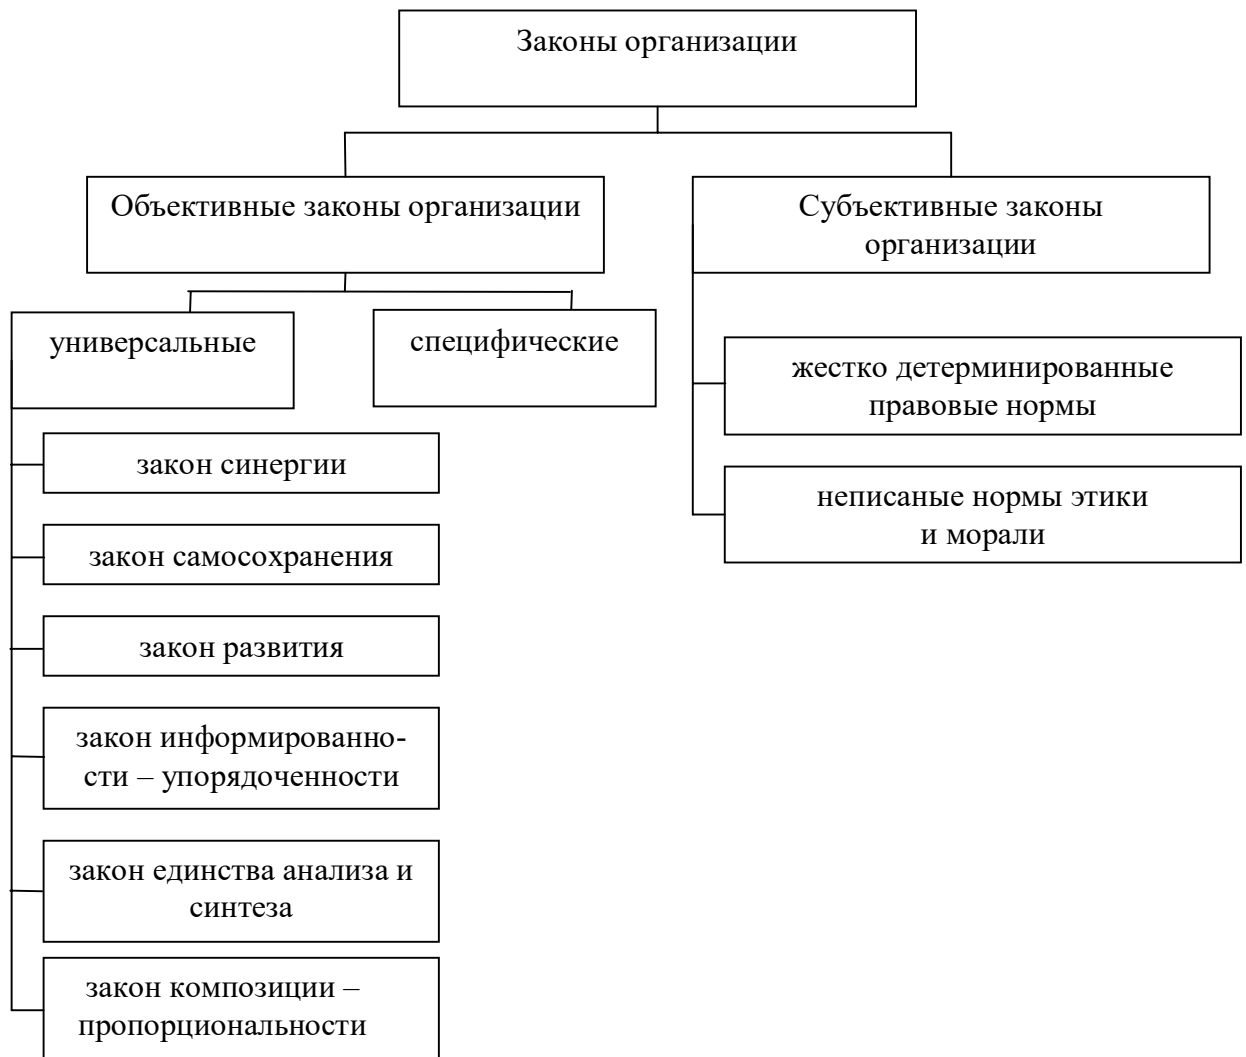 Законы организации
Объективные законы организации
Субъективные законы
организации
универсальные
специфические
жестко детерминированные
правовые нормы
неписаные нормы этики
и морали
закон синергии
закон самосохранения
закон развития
закон информированно-
сти – упорядоченности
закон единства анализа и
синтеза
закон композиции –
пропорциональности